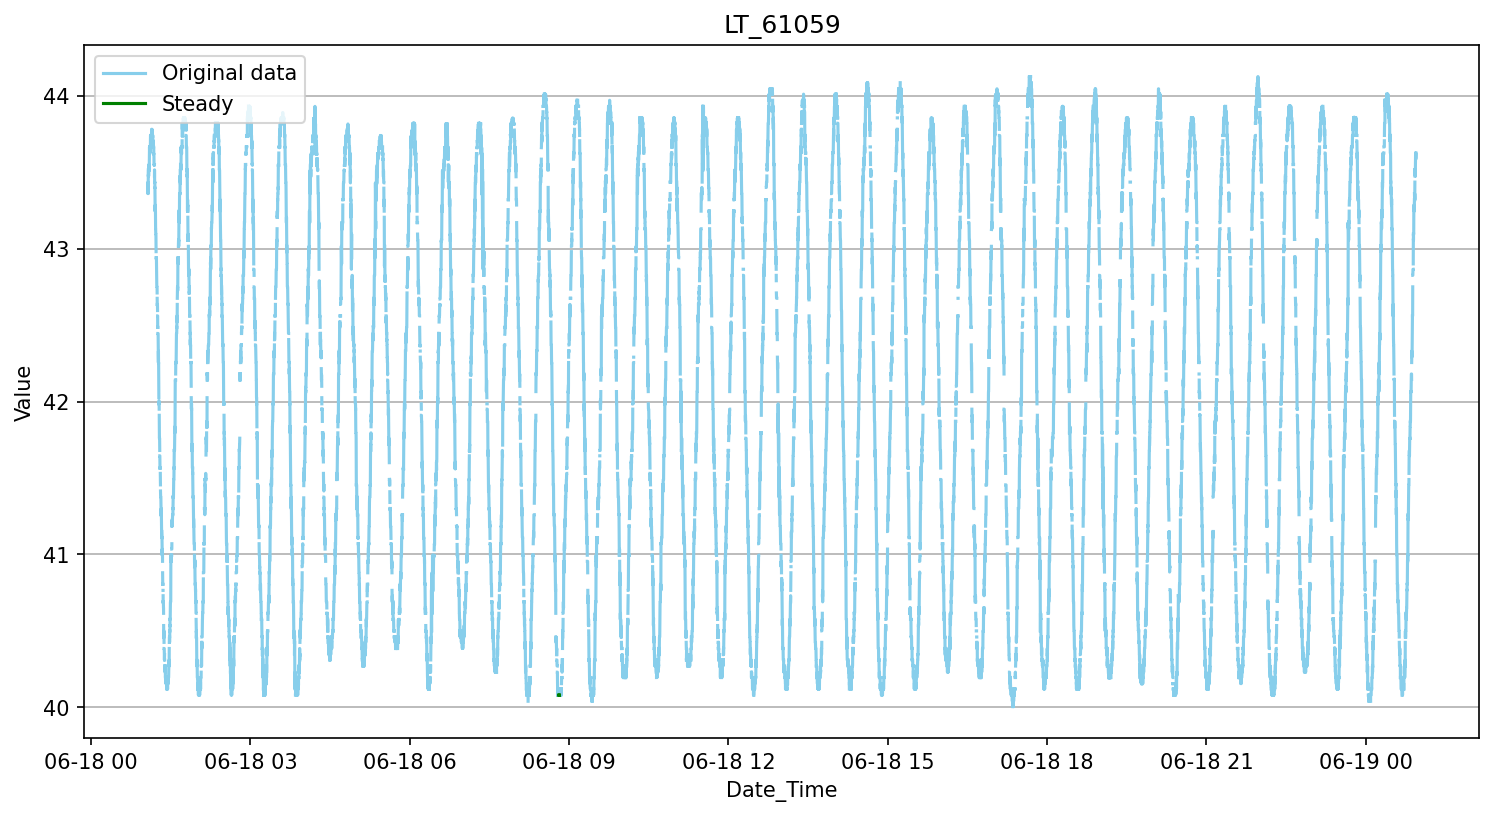 LT_61059
Original data
Steady
44
43
42
41
40
Value
06-18 00
06-18 03
06-18 06
06-18 09
06-18 12
06-18 15
06-18 18
06-18 21
06-19 00
Date_Time